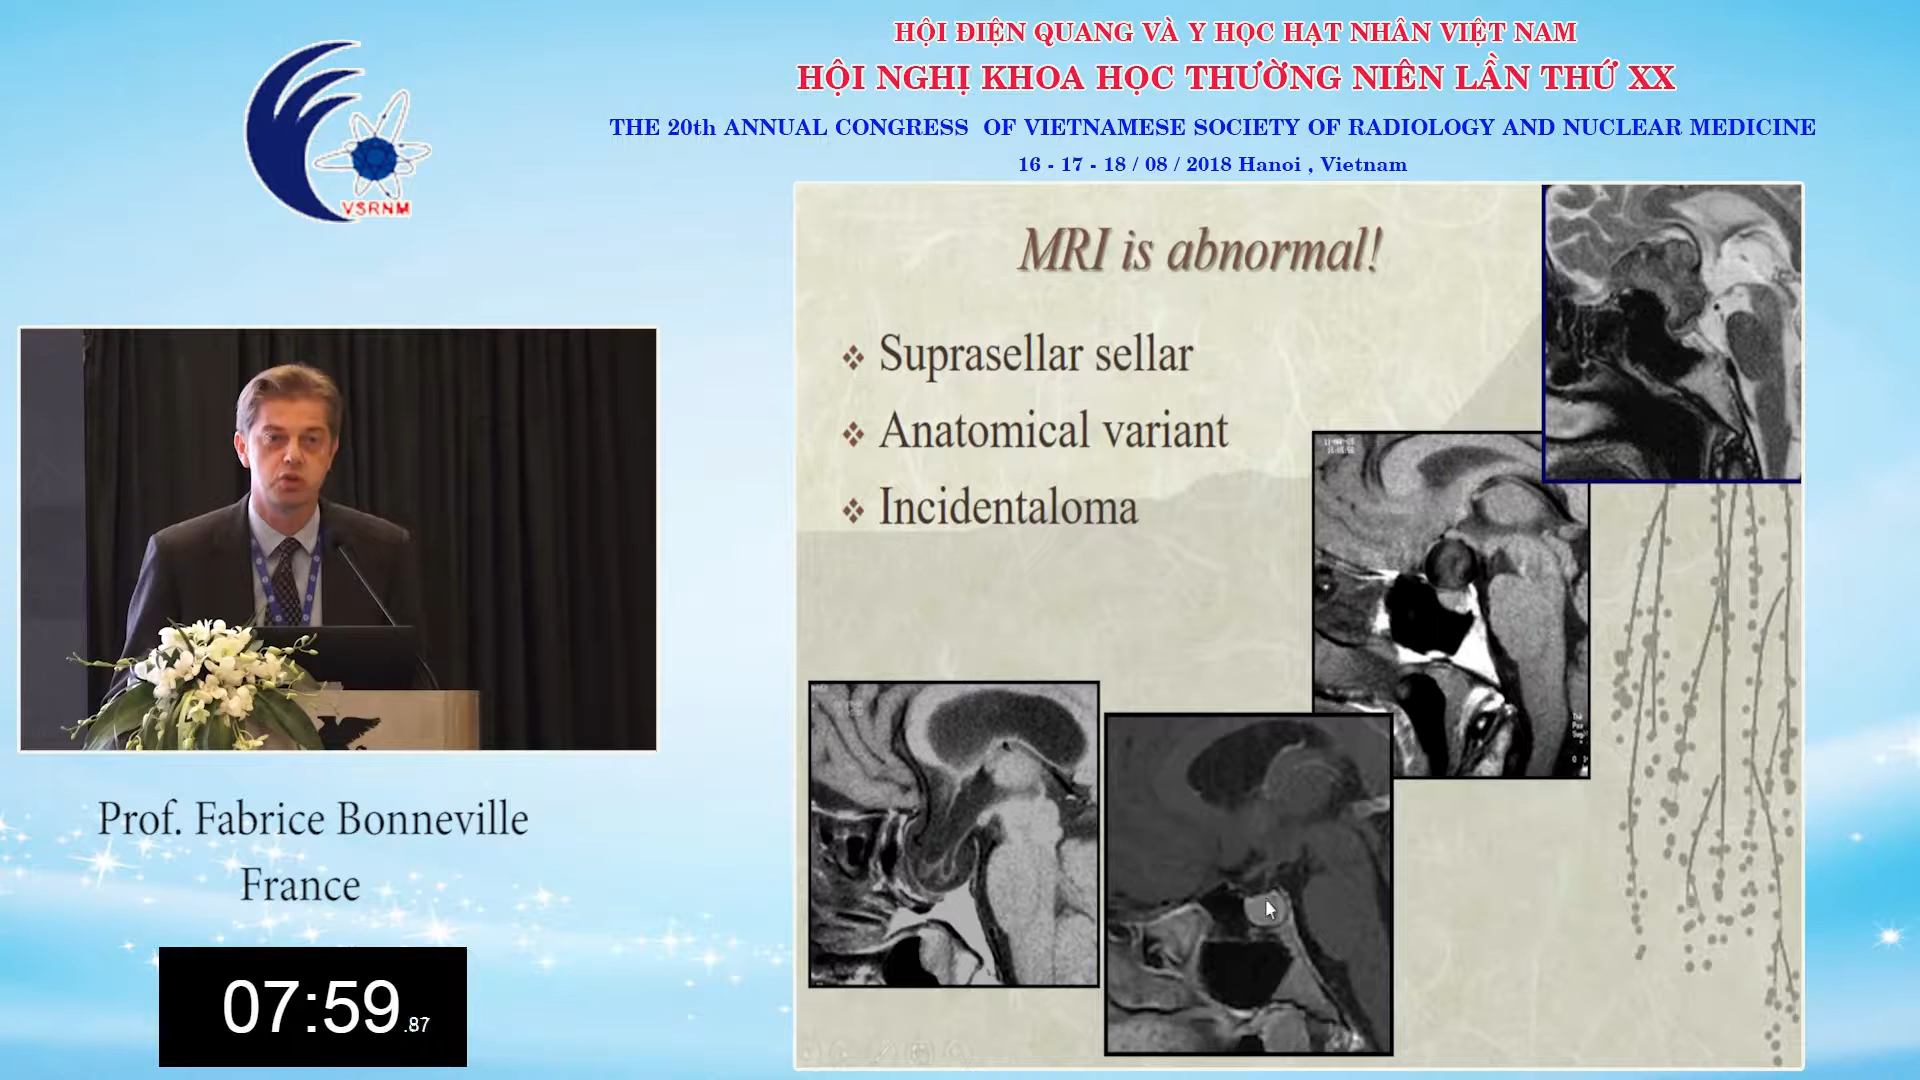 HỘI ĐIỆN QUANG VÀ Y HỌC HẠT NHÂN VIỆT NAM
HỘI NGHỊ KHOA HỌC THƯỜNG NIÊN LẦN THỨ XX
THE 20th ANNUAL CONGRESS OF VIETNAMESE SOCIETY OF RADIOLOGY AND NUCLEAR MEDICINE
16 - 17 - 18 / 08 / 2018 Hanoi , Vietnam
VSRNM
MRI is abnormal!
Suprasellar sellar
Anatomical variant
Incidentaloma
Prof. Fabrice Bonneville
France
07:59.87